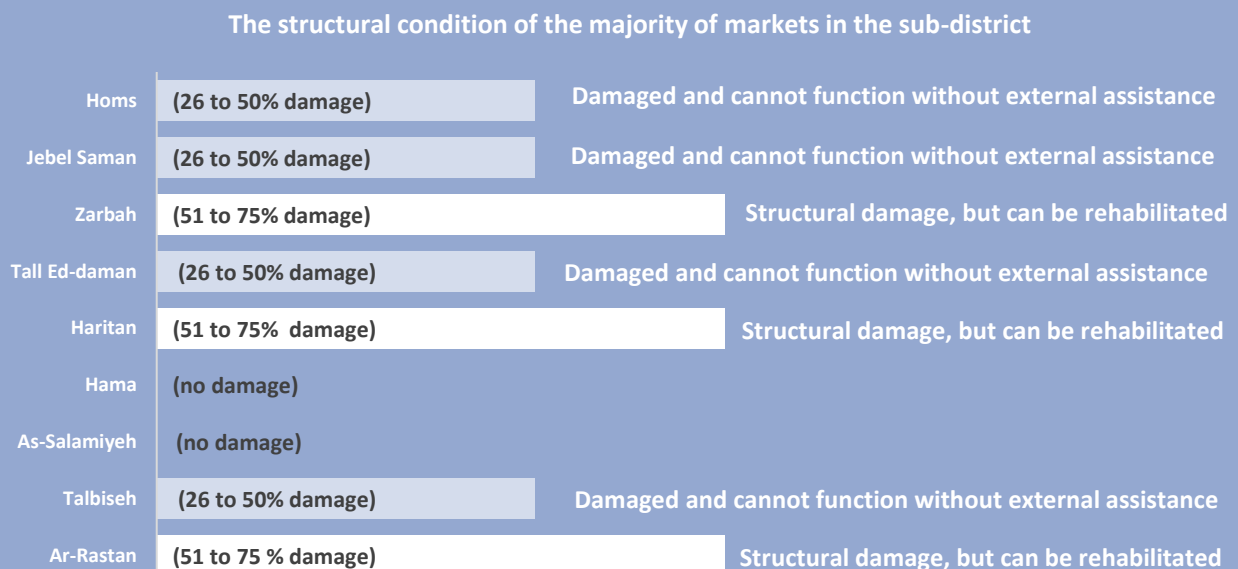 The structural condition of the majority of markets in the sub-district
Homs (26 to 50% damage) Damaged and cannot function without external assistance
Jebel Saman (26 to 50% damage) Damaged and cannot function without external assistance
Zarbah (51 to 75% damage) Structural damage, but can be rehabilitated
Tall Ed-daman (26 to 50% damage) Damaged and cannot function without external assistance
Haritan (51 to 75% damage) Structural damage, but can be rehabilitated
Hama (no damage)
As-Salamiyeh (no damage)
Talbiseh (26 to 50% damage) Damaged and cannot function without external assistance
Ar-Rastan (51 to 75 % damage) Structural damage, but can be rehabilitated